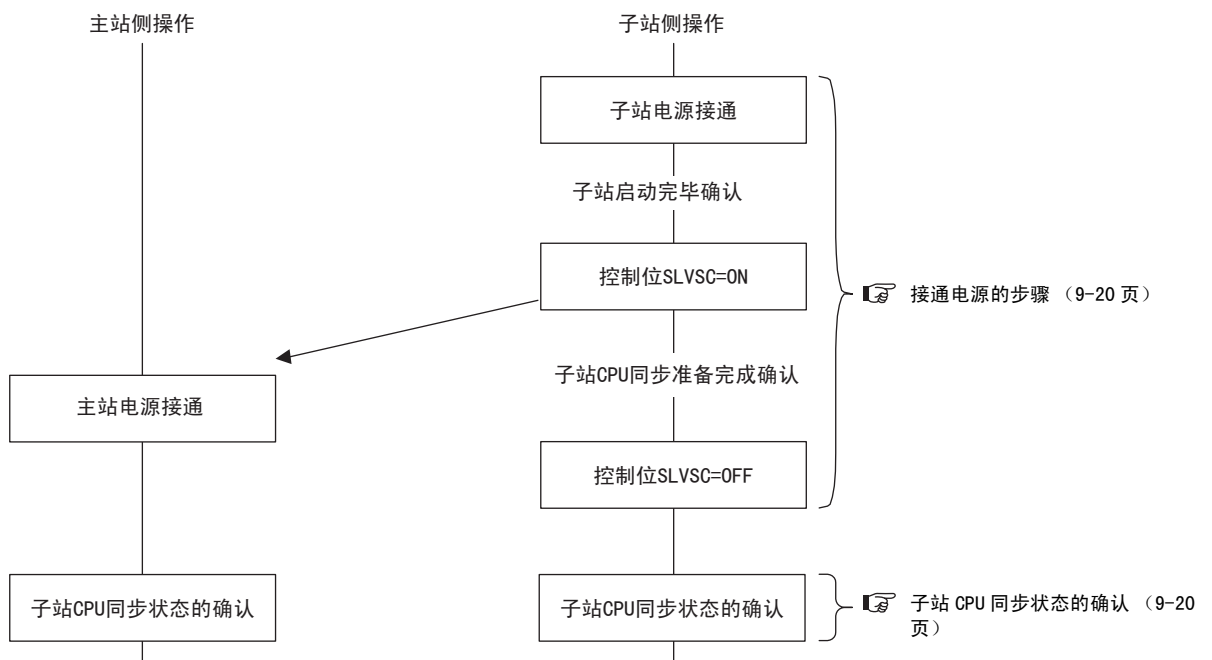 主站侧操作
子站侧操作
子站电源接通
子站启动完毕确认
控制位SLVSC=ON
接通电源的步骤 （9-20 页）
子站CPU同步准备完成确认
主站电源接通
控制位SLVSC=OFF
子站CPU同步状态的确认
子站CPU同步状态的确认
子站 CPU 同步状态的确认 （9-20
页）